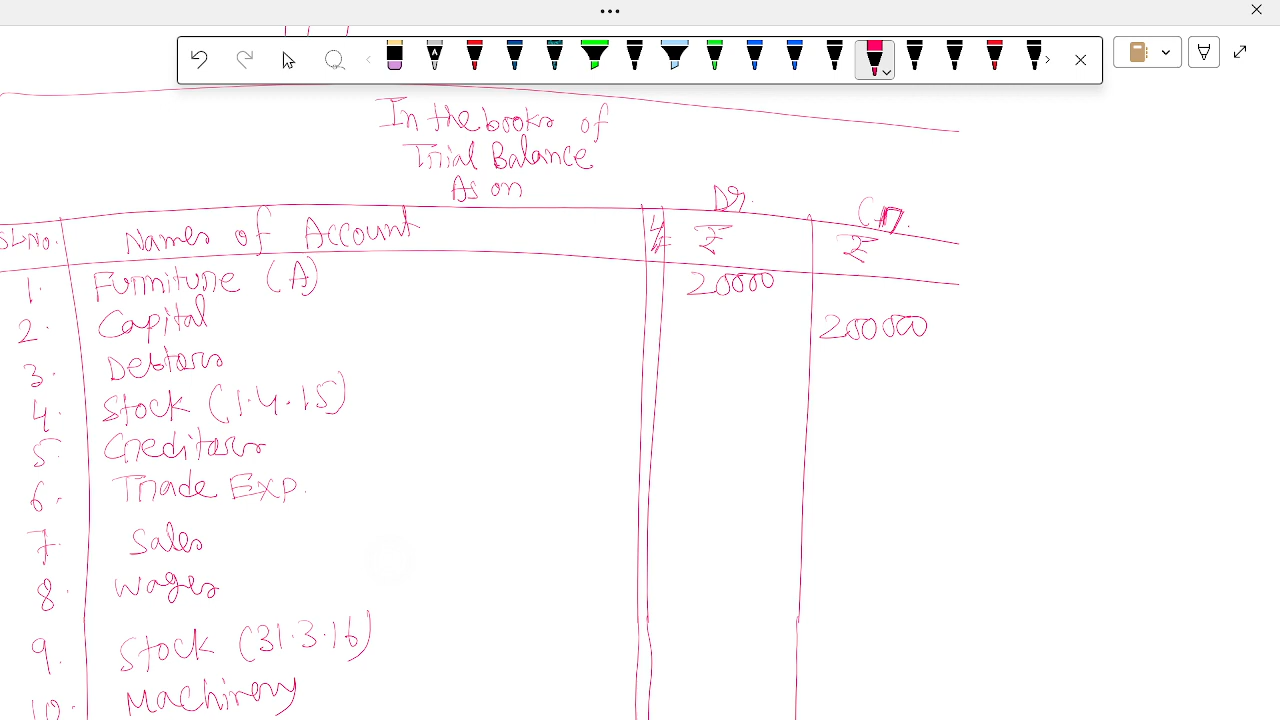 In the books of
Trial Balance
As on
Dr. Cr.
SL No. Names of Account ₹ ₹
1. Furniture (A) 20000
2. Capital 200000
3. Debtors
4. Stock (1.4.15)
5. Creditors
6. Trade Exp.
7. Sales
8. Wages
9. Stock (31.3.16)
10. Machinery